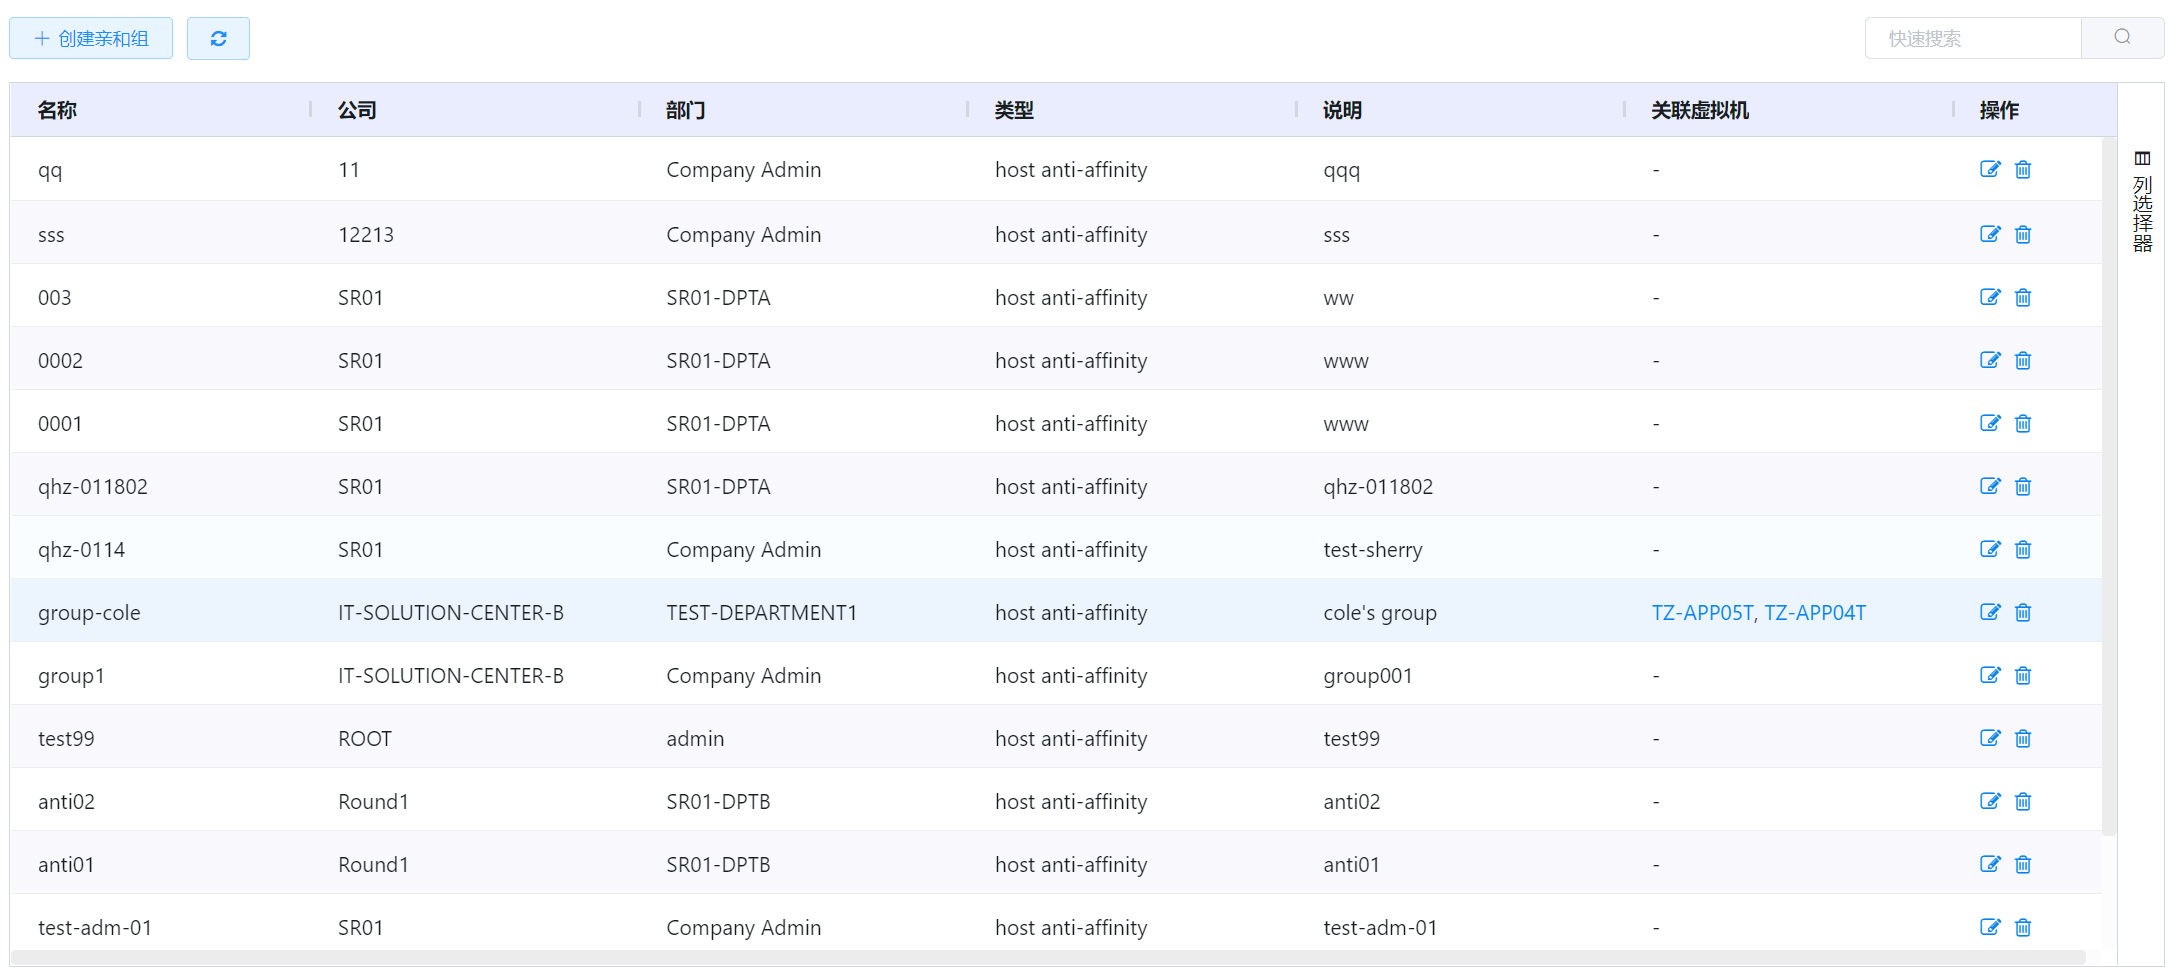 创建亲和组
快速搜索
名称 公司 部门 类型 说明 关联虚拟机 操作
qq 11 Company Admin host anti-affinity qqq -
sss 12213 Company Admin host anti-affinity sss -
003 SR01 SR01-DPTA host anti-affinity ww -
0002 SR01 SR01-DPTA host anti-affinity www -
0001 SR01 SR01-DPTA host anti-affinity www -
qhz-011802 SR01 SR01-DPTA host anti-affinity qhz-011802 -
qhz-0114 SR01 Company Admin host anti-affinity test-sherry -
group-cole IT-SOLUTION-CENTER-B TEST-DEPARTMENT1 host anti-affinity cole's group TZ-APP05T, TZ-APP04T
group1 IT-SOLUTION-CENTER-B Company Admin host anti-affinity group001 -
test99 ROOT admin host anti-affinity test99 -
anti02 Round1 SR01-DPTB host anti-affinity anti02 -
anti01 Round1 SR01-DPTB host anti-affinity anti01 -
test-adm-01 SR01 Company Admin host anti-affinity test-adm-01 -
列选择器